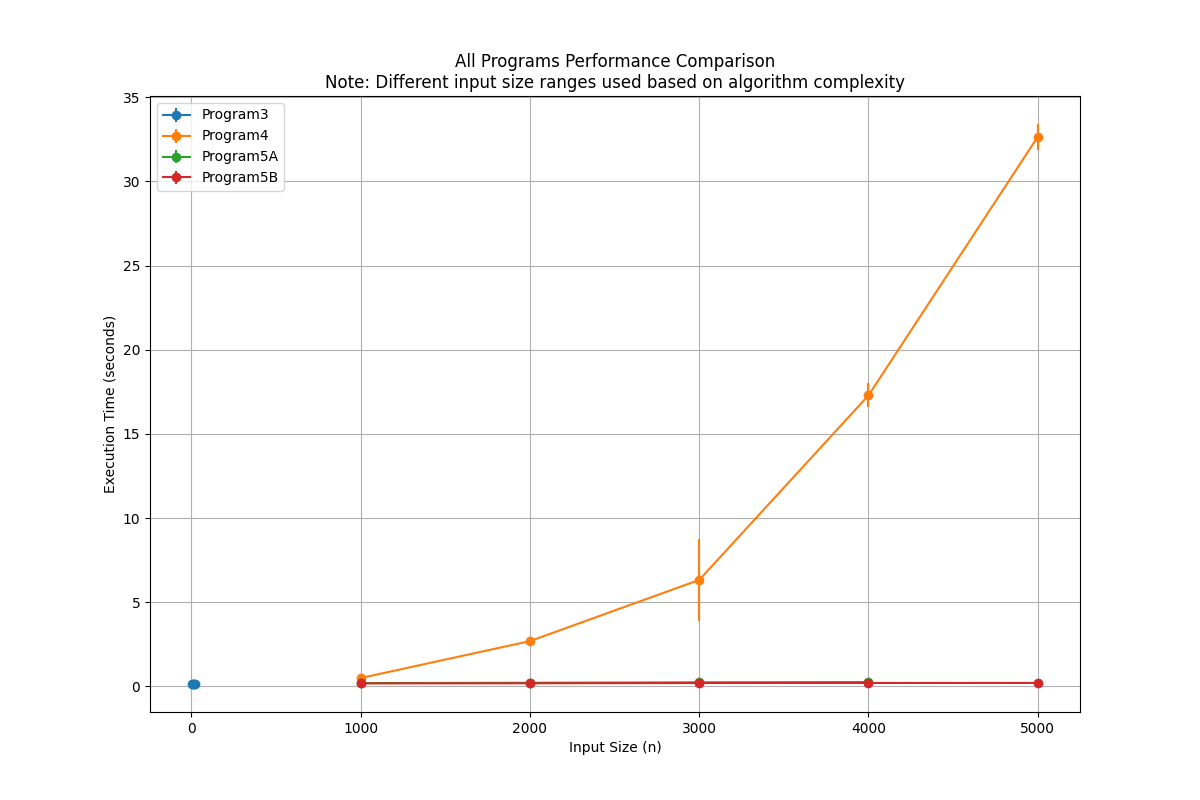 All Programs Performance Comparison
Note: Different input size ranges used based on algorithm complexity
Program3
Program4
Program5A
Program5B
Execution Time (seconds)
35
30
25
20
15
10
5
0
0 1000 2000 3000 4000 5000
Input Size (n)